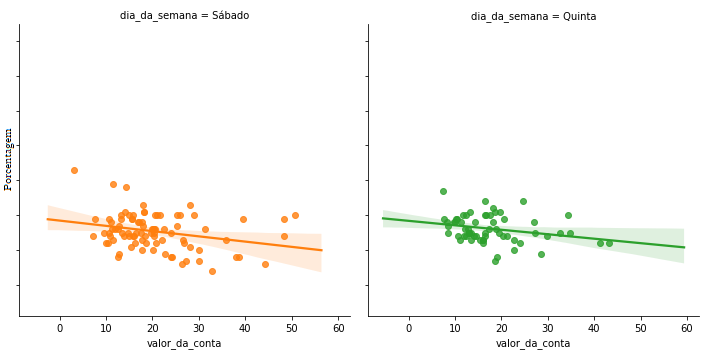 dia_da_semana = Sábado
dia_da_semana = Quinta
Porcentagem
0 10 20 30 40 50 60
0 10 20 30 40 50 60
valor_da_conta
valor_da_conta